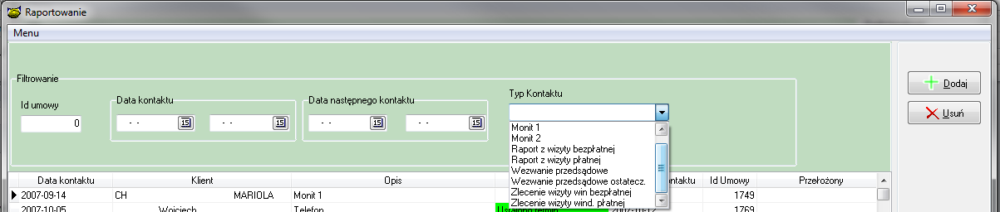 Raportowanie
Menu
Filtrowanie
Id umowy
0
Data kontaktu
- - 15
- - 15
Data następnego kontaktu
- - 15
- - 15
Typ Kontaktu
Monit 1
Monit 2
Raport z wizyty bezpłatnej
Raport z wizyty płatnej
Wezwanie przedsądowe
Wezwanie przedsądowe ostatecz.
Zlecenie wizyty win bezpłatnej
Zlecenie wizyty wind. płatnej
Dodaj
Usuń
Data kontaktu Klient Opis Id Umowy Przełożony
2007-09-14 CH MARIOLA Monit 1 1749
2007-10-05 Wojciech Telefon Ustalono termin 2007-10-12 1769